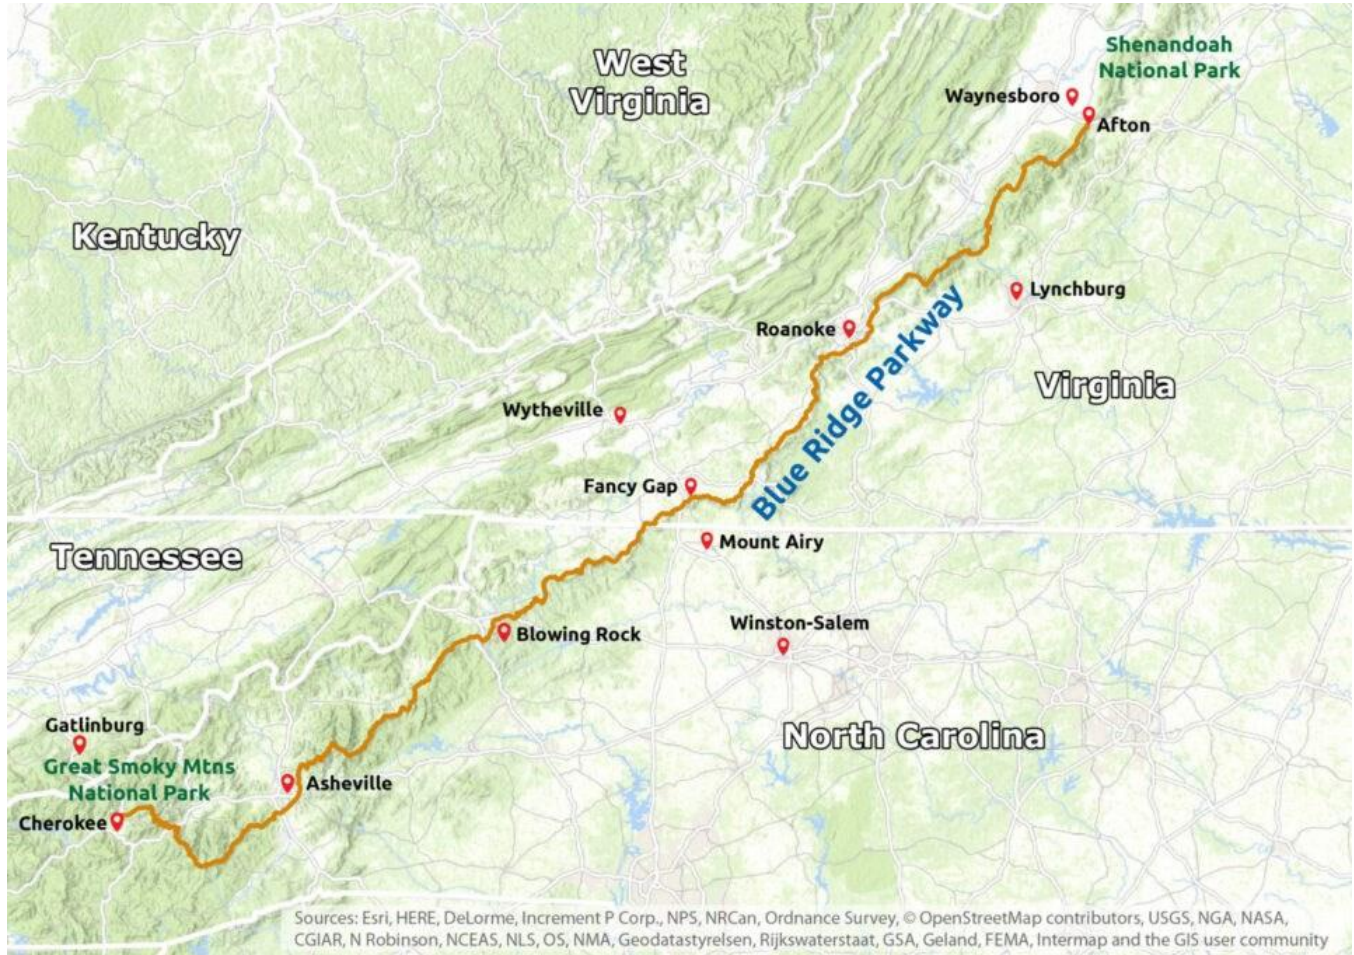 West
Virginia
Shenandoah
National Park
Waynesboro
Afton
Kentucky
Lynchburg
Roanoke
Blue Ridge Parkway
Virginia
Wytheville
Fancy Gap
Mount Airy
Tennessee
Winston-Salem
Blowing Rock
Gatlinburg
North Carolina
Great Smoky Mtns
National Park
Asheville
Cherokee
Sources: Esri, HERE, DeLorme, Increment P Corp., NPS, NRCan, Ordnance Survey, © OpenStreetMap contributors, USGS, NGA, NASA,
CGIAR, N Robinson, NCEAS, NLS, OS, NMA, Geodatastyrelsen, Rijkswaterstaat, GSA, Geland, FEMA, Intermap and the GIS user community